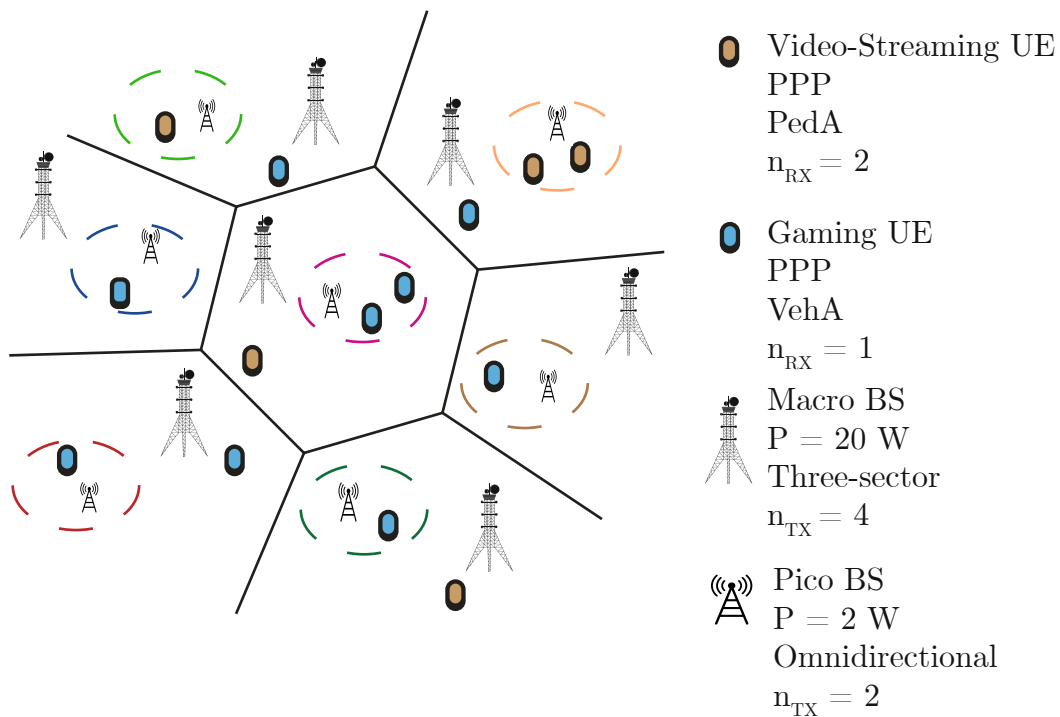 Video-Streaming UE
PPP
PedA
n_RX = 2
Gaming UE
PPP
VehA
n_RX = 1
Macro BS
P = 20 W
Three-sector
n_TX = 4
Pico BS
P = 2 W
Omnidirectional
n_TX = 2